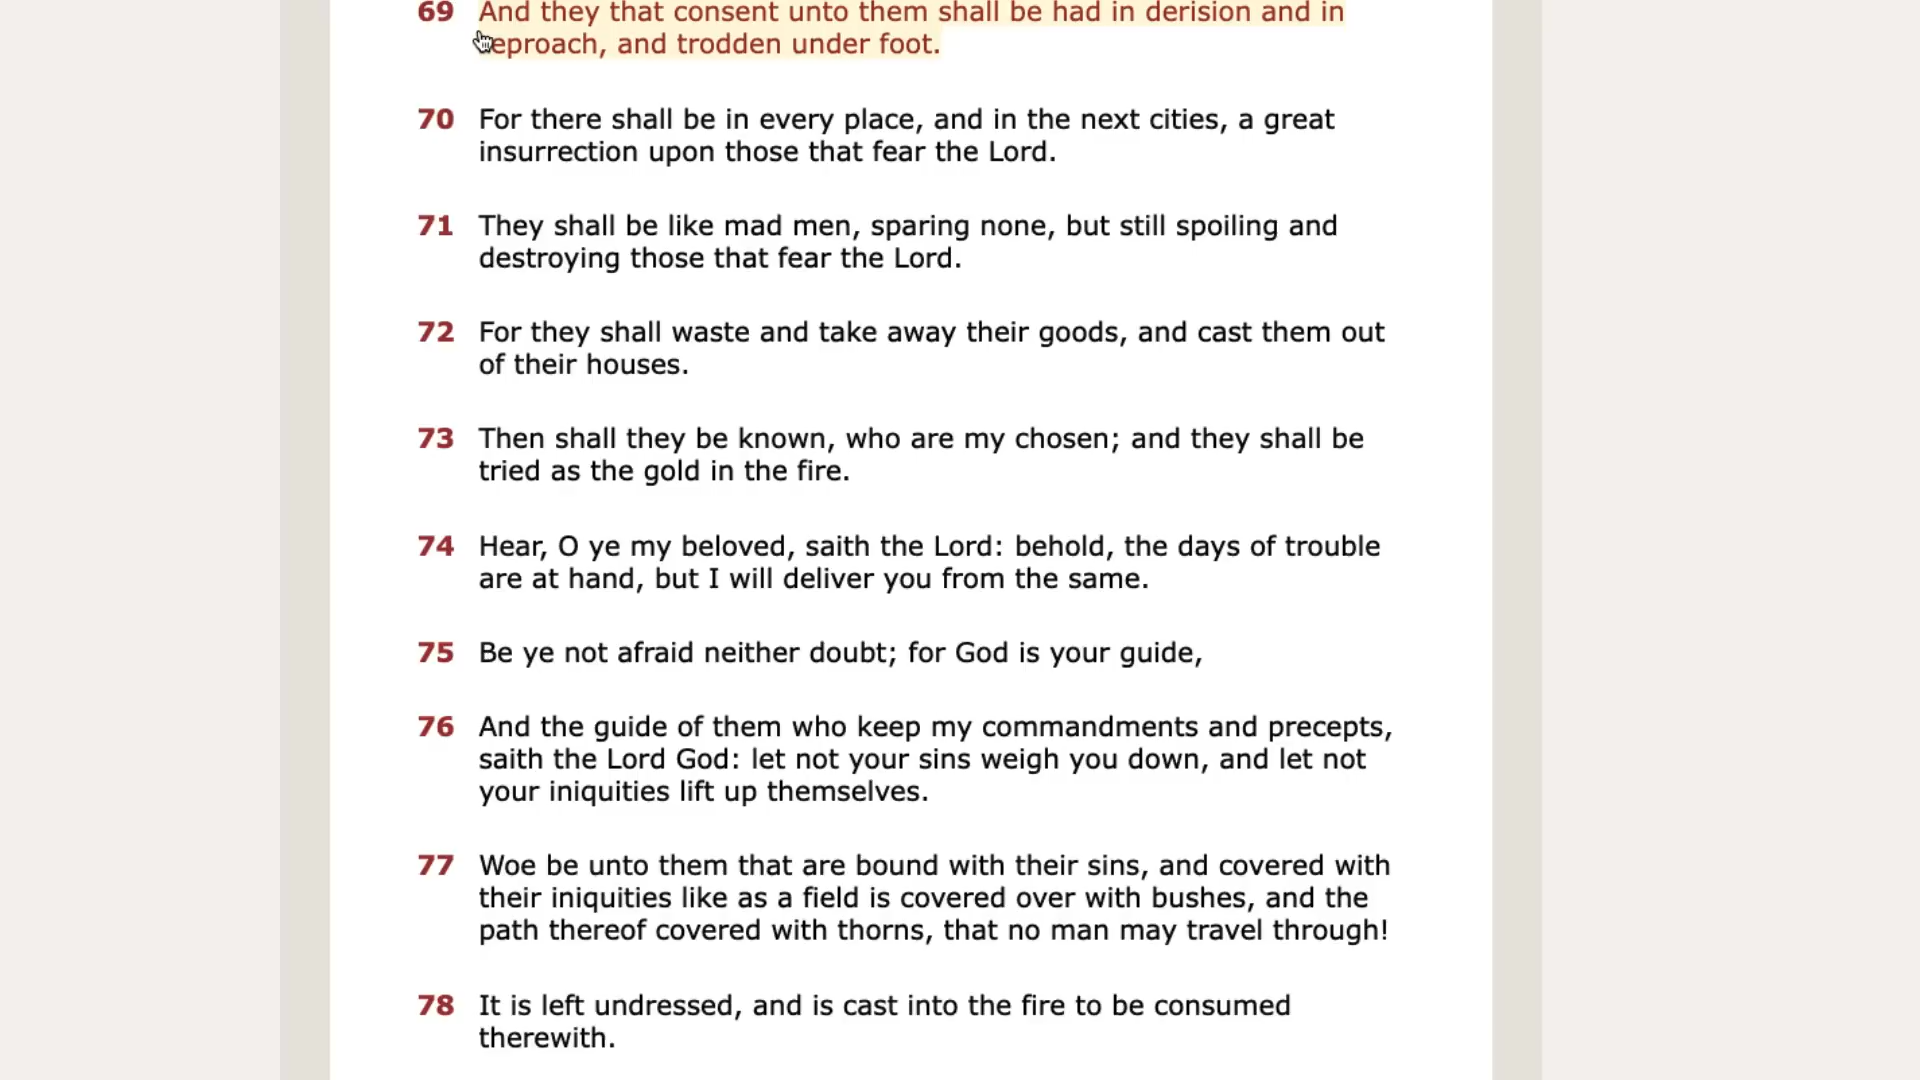 69 And they that consent unto them shall be had in derision and in
reproach, and trodden under foot.
70 For there shall be in every place, and in the next cities, a great
insurrection upon those that fear the Lord.
71 They shall be like mad men, sparing none, but still spoiling and
destroying those that fear the Lord.
72 For they shall waste and take away their goods, and cast them out
of their houses.
73 Then shall they be known, who are my chosen; and they shall be
tried as the gold in the fire.
74 Hear, O ye my beloved, saith the Lord: behold, the days of trouble
are at hand, but I will deliver you from the same.
75 Be ye not afraid neither doubt; for God is your guide,
76 And the guide of them who keep my commandments and precepts,
saith the Lord God: let not your sins weigh you down, and let not
your iniquities lift up themselves.
77 Woe be unto them that are bound with their sins, and covered with
their iniquities like as a field is covered over with bushes, and the
path thereof covered with thorns, that no man may travel through!
78 It is left undressed, and is cast into the fire to be consumed
therewith.